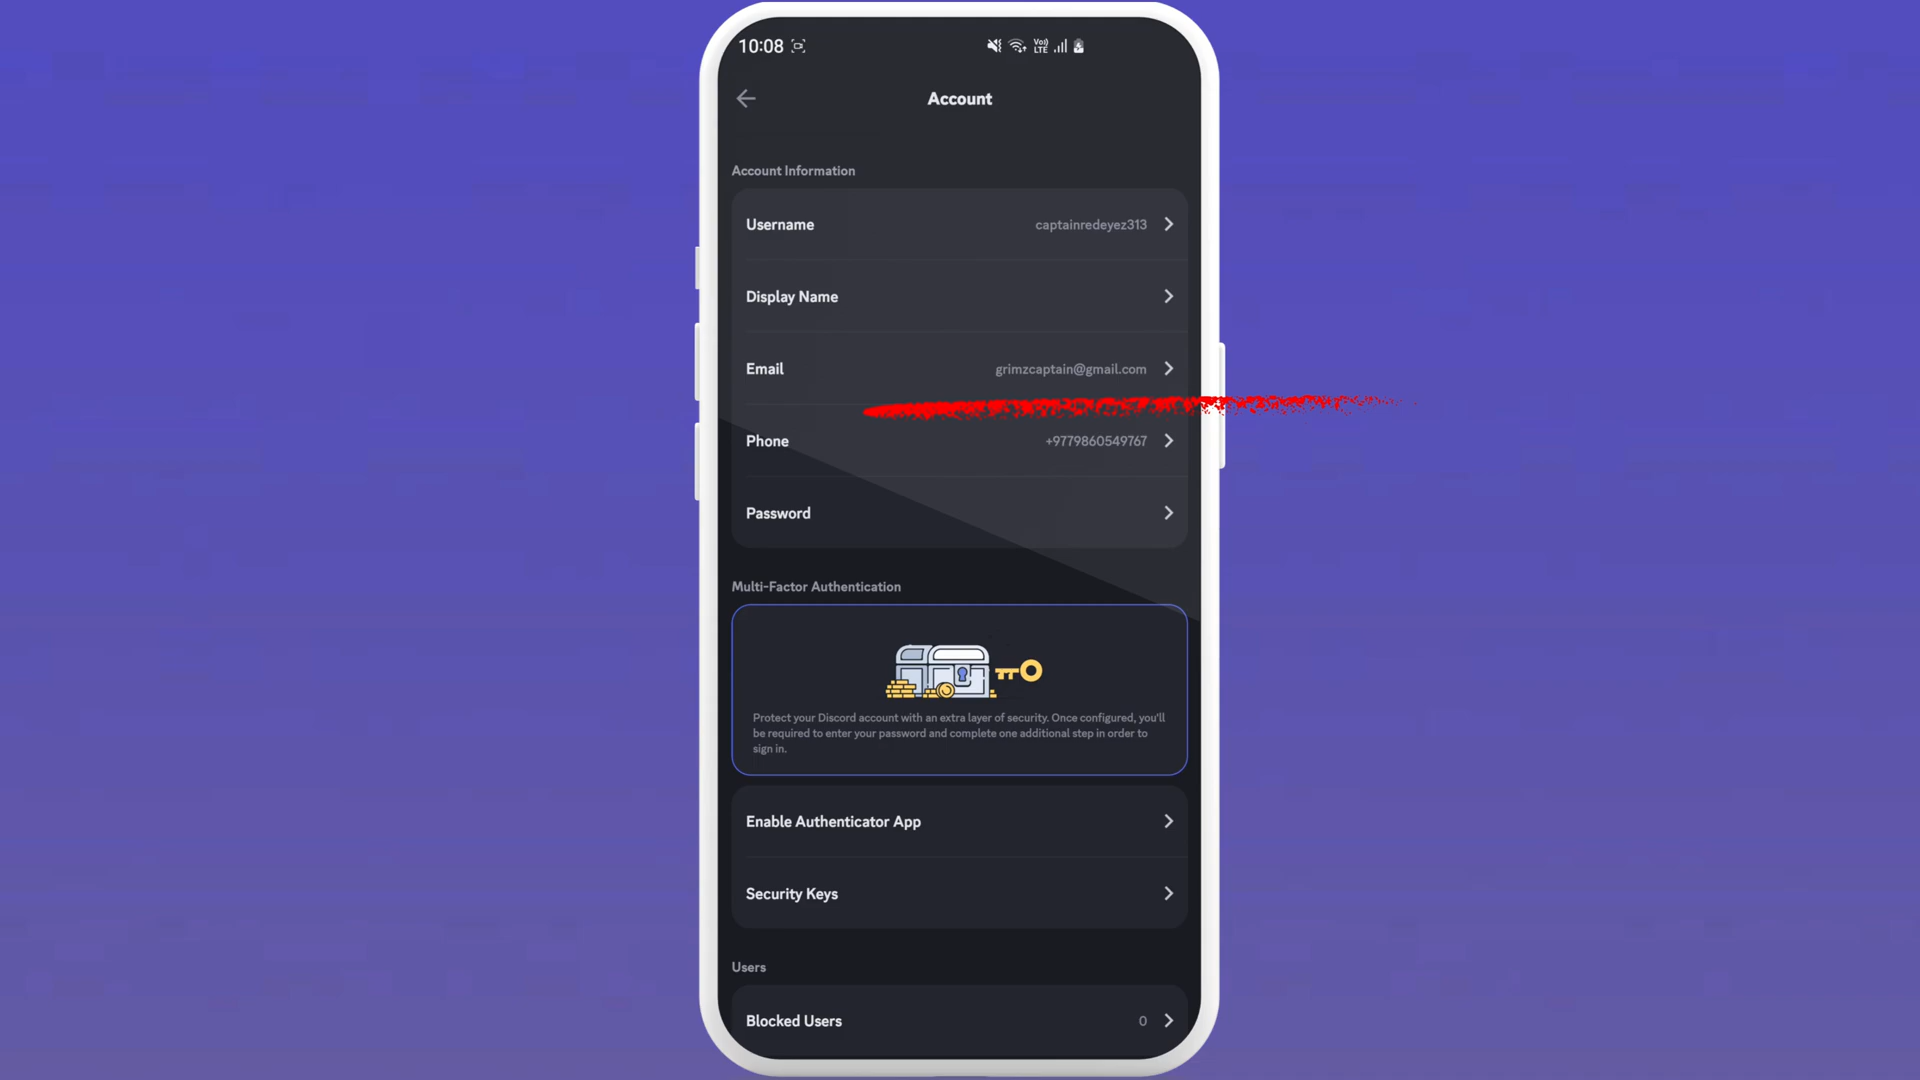 10:08
Vo)) LTE
Account
Account Information
Username captainredeyez313
Display Name
Email grimzcaptain@gmail.com
Phone +9779860549767
Password
Multi-Factor Authentication
Protect your Discord account with an extra layer of security. Once configured, you'll
be required to enter your password and complete one additional step in order to
sign in.
Enable Authenticator App
Security Keys
Users
Blocked Users 0